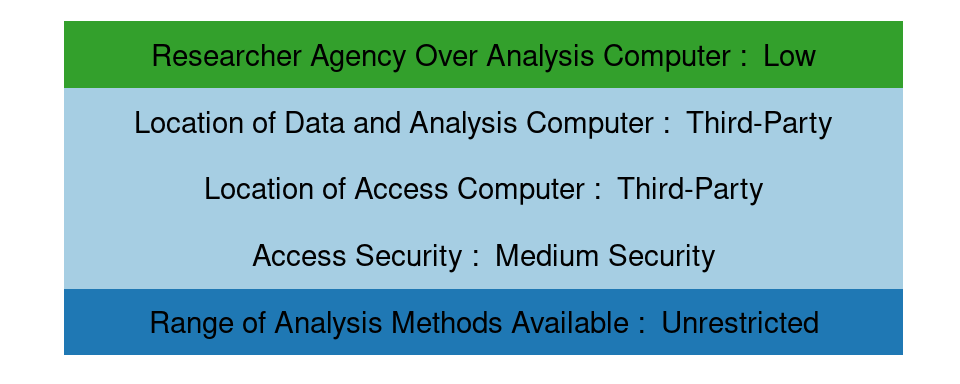 Researcher Agency Over Analysis Computer :  Low
Location of Data and Analysis Computer :  Third-Party
Location of Access Computer :  Third-Party
Access Security :  Medium Security
Range of Analysis Methods Available :  Unrestricted